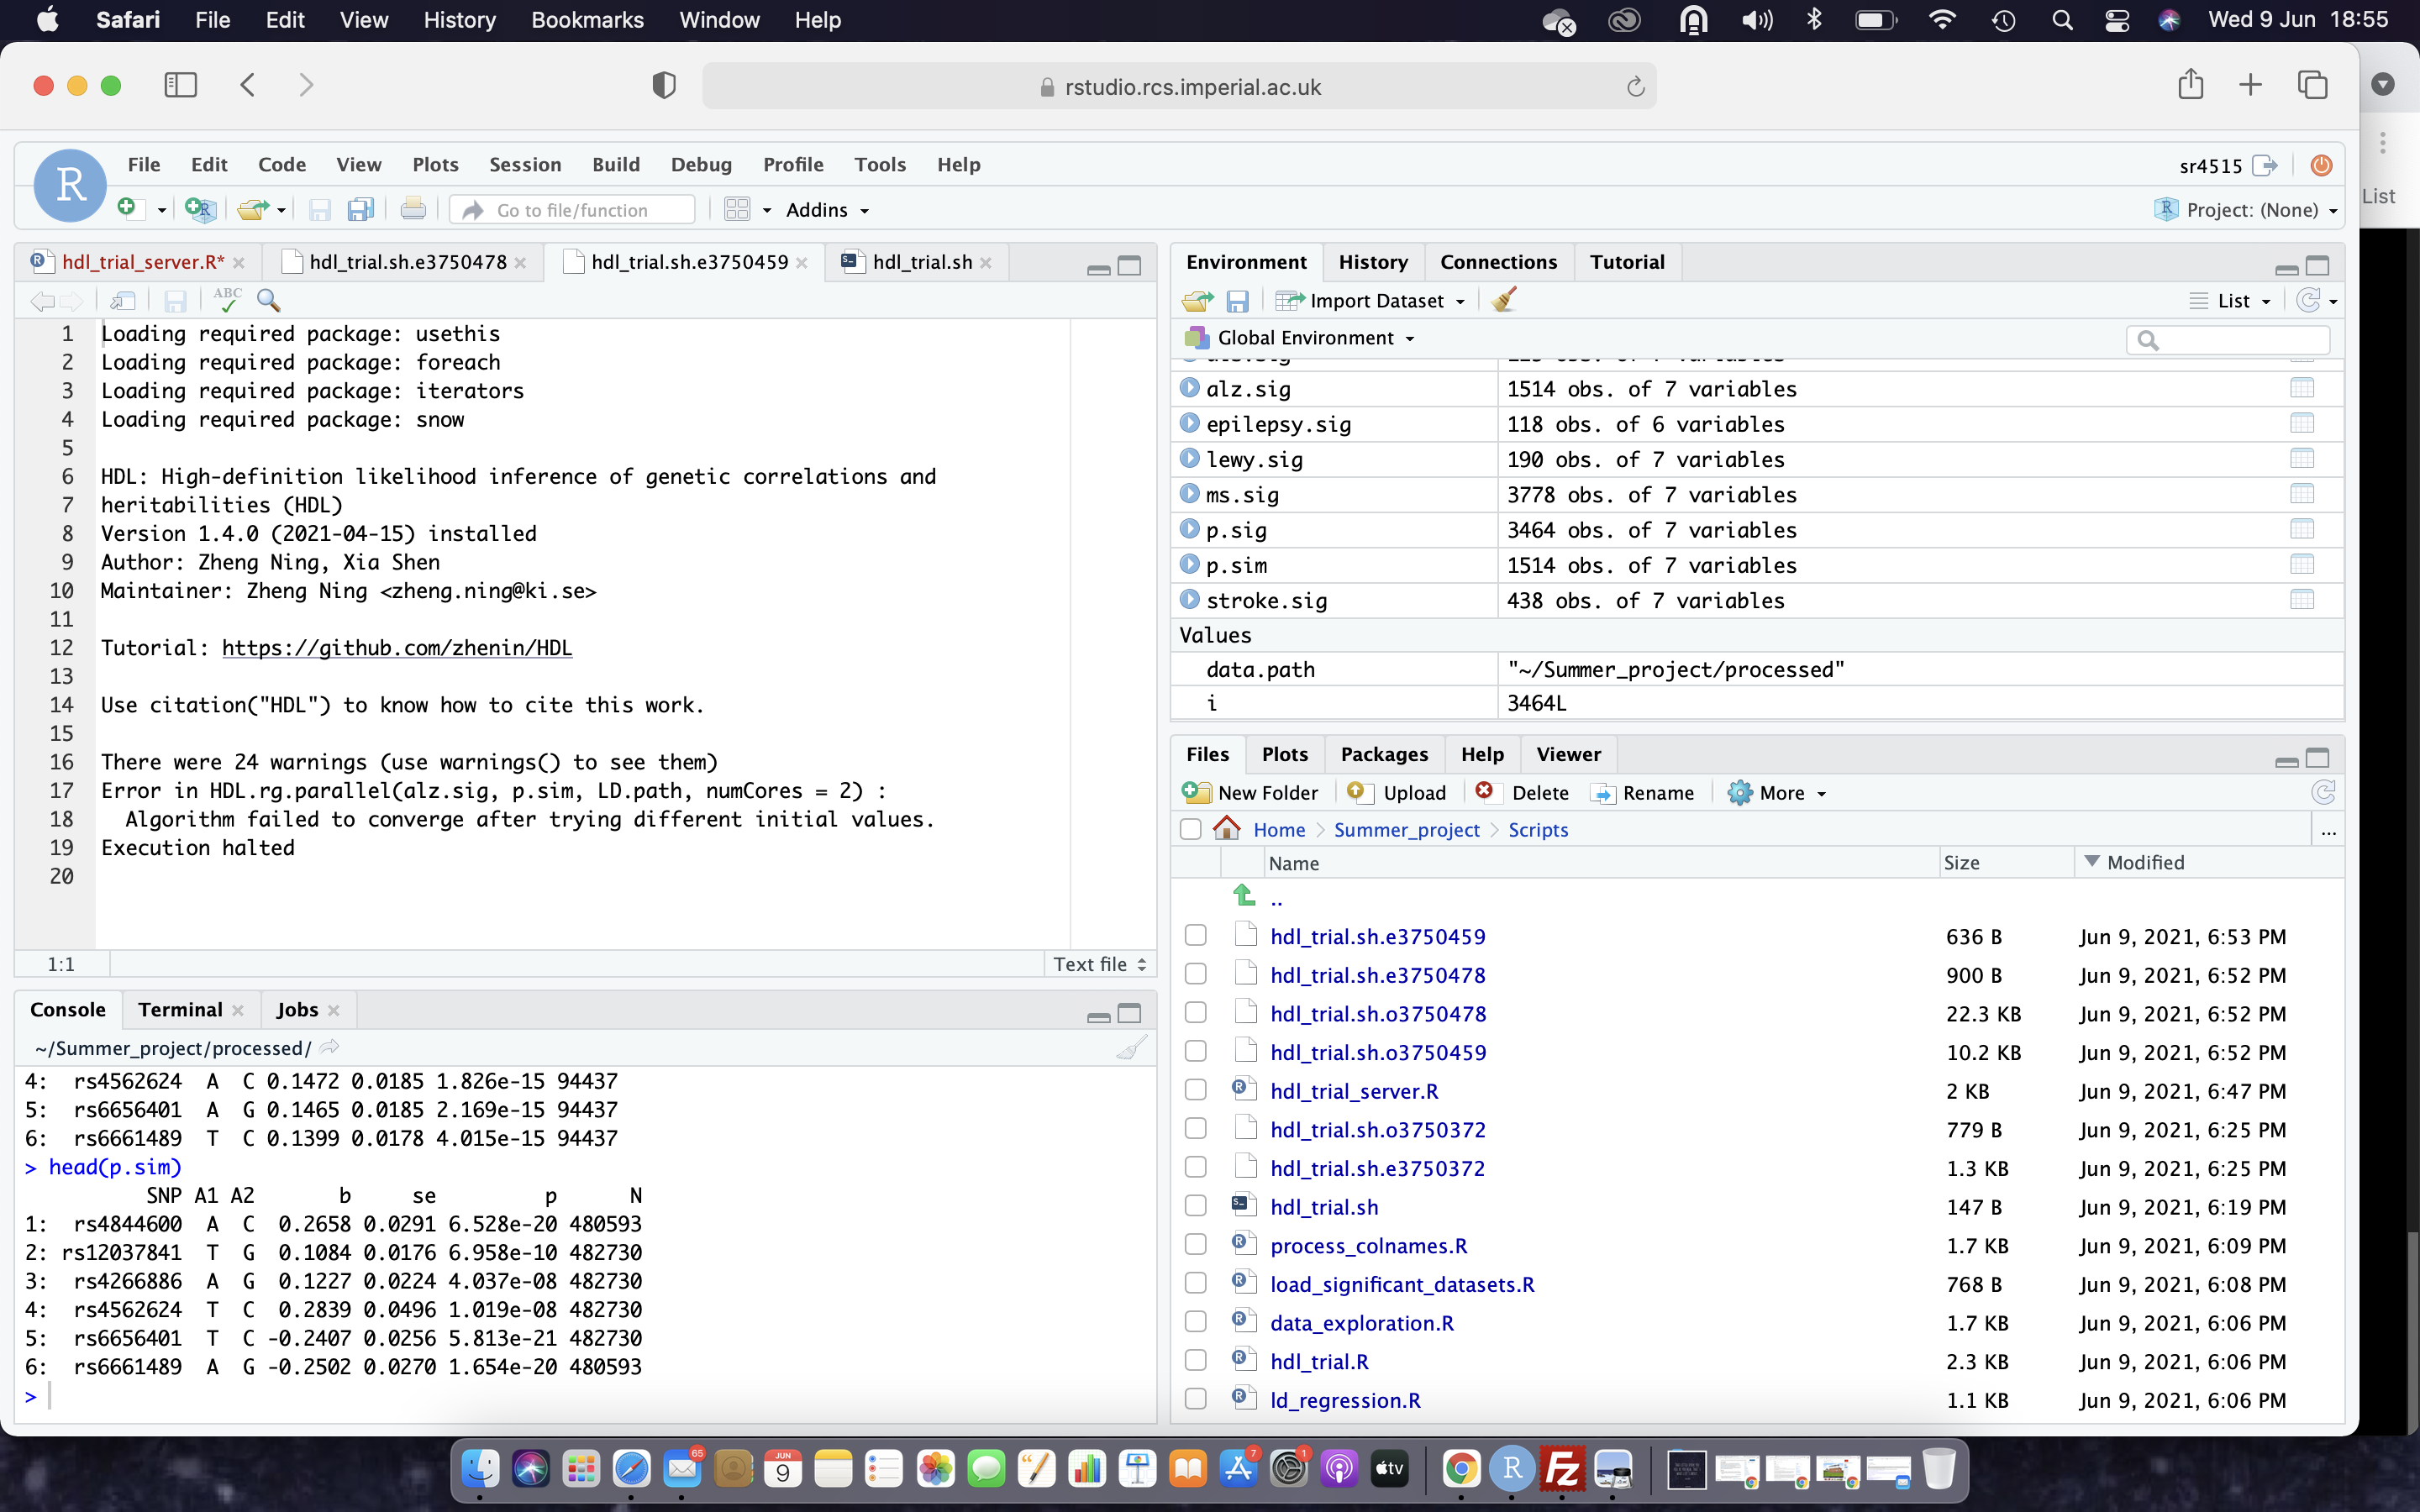 Safari File Edit View History Bookmarks Window Help Wed 9 Jun 18:55
rstudio.rcs.imperial.ac.uk
R File Edit Code View Plots Session Build Debug Profile Tools Help sr4515
Go to file/function Addins Project: (None)
List
hdl_trial_server.R* hdl_trial.sh.e3750478 hdl_trial.sh.e3750459 hdl_trial.sh
ABC
1 Loading required package: usethis
2 Loading required package: foreach
3 Loading required package: iterators
4 Loading required package: snow
5
6 HDL: High-definition likelihood inference of genetic correlations and
7 heritabilities (HDL)
8 Version 1.4.0 (2021-04-15) installed
9 Author: Zheng Ning, Xia Shen
10 Maintainer: Zheng Ning <zheng.ning@ki.se>
11
12 Tutorial: https://github.com/zhenin/HDL
13
14 Use citation("HDL") to know how to cite this work.
15
16 There were 24 warnings (use warnings() to see them)
17 Error in HDL.rg.parallel(alz.sig, p.sim, LD.path, numCores = 2) :
18 Algorithm failed to converge after trying different initial values.
19 Execution halted
20
1:1 Text file
Console Terminal Jobs
~/Summer_project/processed/
4: rs4562624 A C 0.1472 0.0185 1.826e-15 94437
5: rs6656401 A G 0.1465 0.0185 2.169e-15 94437
6: rs6661489 T C 0.1399 0.0178 4.015e-15 94437
> head(p.sim)
SNP A1 A2 b se p N
1: rs4844600 A C 0.2658 0.0291 6.528e-20 480593
2: rs12037841 T G 0.1084 0.0176 6.958e-10 482730
3: rs4266886 A G 0.1227 0.0224 4.037e-08 482730
4: rs4562624 T C 0.2839 0.0496 1.019e-08 482730
5: rs6656401 T C -0.2407 0.0256 5.813e-21 482730
6: rs6661489 A G -0.2502 0.0270 1.654e-20 480593
>
Environment History Connections Tutorial
Import Dataset List
Global Environment
alz.sig 1514 obs. of 7 variables
epilepsy.sig 118 obs. of 6 variables
lewy.sig 190 obs. of 7 variables
ms.sig 3778 obs. of 7 variables
p.sig 3464 obs. of 7 variables
p.sim 1514 obs. of 7 variables
stroke.sig 438 obs. of 7 variables
Values
data.path "~/Summer_project/processed"
i 3464L
Files Plots Packages Help Viewer
New Folder Upload Delete Rename More
Home Summer_project Scripts ...
Name Size Modified
..
hdl_trial.sh.e3750459 636 B Jun 9, 2021, 6:53 PM
hdl_trial.sh.e3750478 900 B Jun 9, 2021, 6:52 PM
hdl_trial.sh.o3750478 22.3 KB Jun 9, 2021, 6:52 PM
hdl_trial.sh.o3750459 10.2 KB Jun 9, 2021, 6:52 PM
hdl_trial_server.R 2 KB Jun 9, 2021, 6:47 PM
hdl_trial.sh.o3750372 779 B Jun 9, 2021, 6:25 PM
hdl_trial.sh.e3750372 1.3 KB Jun 9, 2021, 6:25 PM
hdl_trial.sh 147 B Jun 9, 2021, 6:19 PM
process_colnames.R 1.7 KB Jun 9, 2021, 6:09 PM
load_significant_datasets.R 768 B Jun 9, 2021, 6:08 PM
data_exploration.R 1.7 KB Jun 9, 2021, 6:06 PM
hdl_trial.R 2.3 KB Jun 9, 2021, 6:06 PM
ld_regression.R 1.1 KB Jun 9, 2021, 6:06 PM
65 JUN 9 7 1 tv R Fz